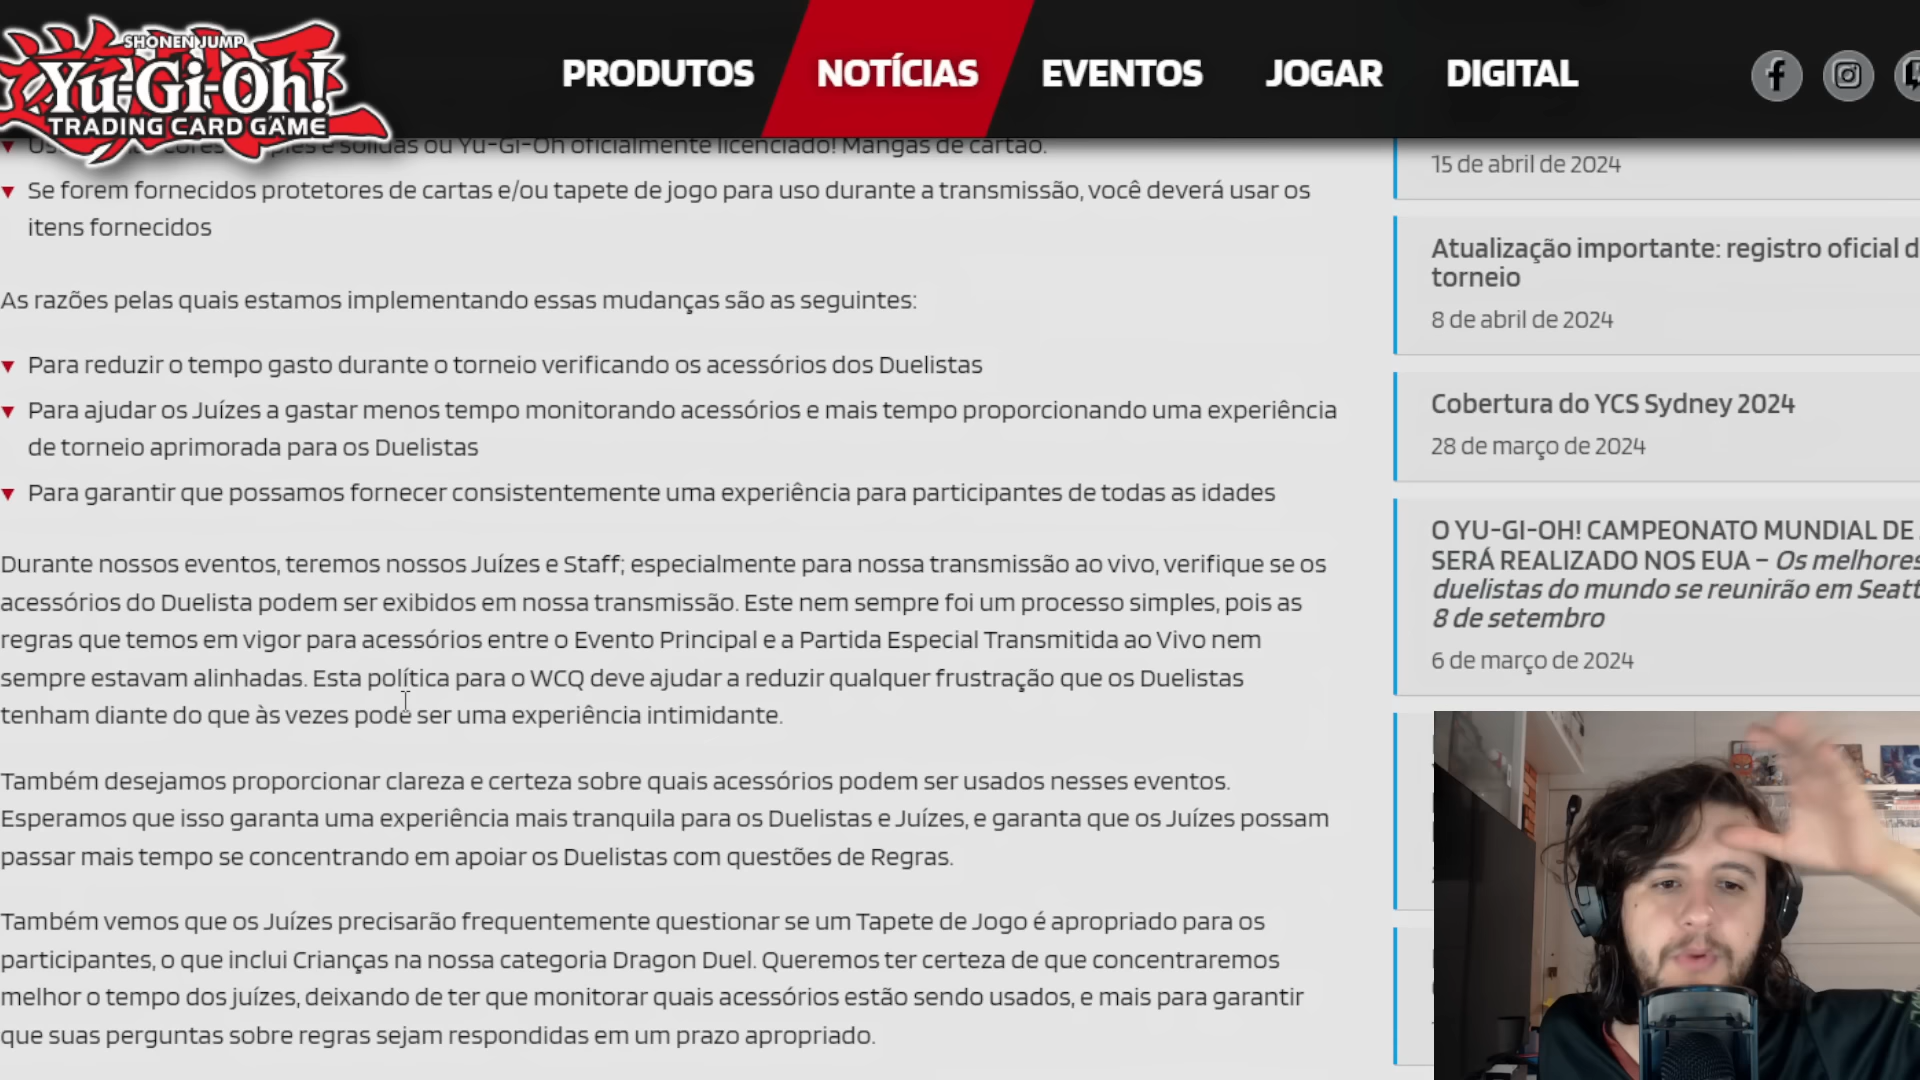 SHONEN JUMP
Yu-Gi-Oh!
TRADING CARD GAME
PRODUTOS
NOTÍCIAS
EVENTOS
JOGAR
DIGITAL
e sólidas ou Yu-Gi-Oh oficialmente licenciado! Mangas de cartão.
Se forem fornecidos protetores de cartas e/ou tapete de jogo para uso durante a transmissão, você deverá usar os
itens fornecidos
As razões pelas quais estamos implementando essas mudanças são as seguintes:
Para reduzir o tempo gasto durante o torneio verificando os acessórios dos Duelistas
Para ajudar os Juízes a gastar menos tempo monitorando acessórios e mais tempo proporcionando uma experiência
de torneio aprimorada para os Duelistas
Para garantir que possamos fornecer consistentemente uma experiência para participantes de todas as idades
Durante nossos eventos, teremos nossos Juízes e Staff; especialmente para nossa transmissão ao vivo, verifique se os
acessórios do Duelista podem ser exibidos em nossa transmissão. Este nem sempre foi um processo simples, pois as
regras que temos em vigor para acessórios entre o Evento Principal e a Partida Especial Transmitida ao Vivo nem
sempre estavam alinhadas. Esta política para o WCQ deve ajudar a reduzir qualquer frustração que os Duelistas
tenham diante do que às vezes pode ser uma experiência intimidante.
Também desejamos proporcionar clareza e certeza sobre quais acessórios podem ser usados nesses eventos.
Esperamos que isso garanta uma experiência mais tranquila para os Duelistas e Juízes, e garanta que os Juízes possam
passar mais tempo se concentrando em apoiar os Duelistas com questões de Regras.
Também vemos que os Juízes precisarão frequentemente questionar se um Tapete de Jogo é apropriado para os
participantes, o que inclui Crianças na nossa categoria Dragon Duel. Queremos ter certeza de que concentraremos
melhor o tempo dos juízes, deixando de ter que monitorar quais acessórios estão sendo usados, e mais para garantir
que suas perguntas sobre regras sejam respondidas em um prazo apropriado.
15 de abril de 2024
Atualização importante: registro oficial d
torneio
8 de abril de 2024
Cobertura do YCS Sydney 2024
28 de março de 2024
O YU-GI-OH! CAMPEONATO MUNDIAL DE
SERÁ REALIZADO NOS EUA – Os melhores
duelistas do mundo se reunirão em Seatt
8 de setembro
6 de março de 2024